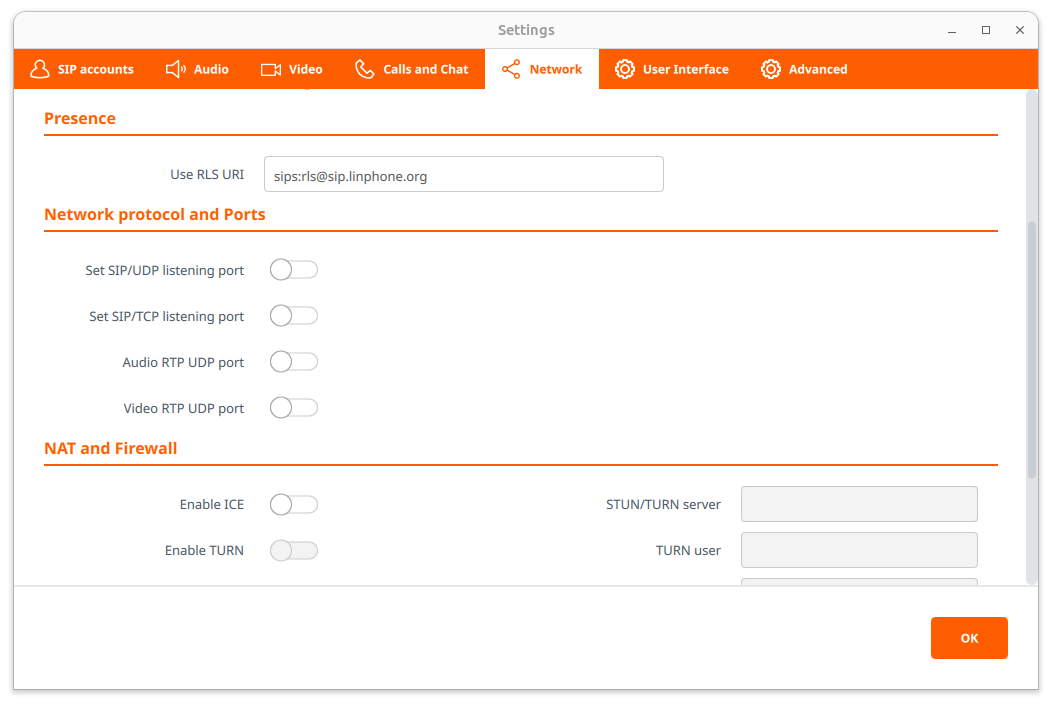 Settings
SIP accounts Audio Video Calls and Chat Network User Interface Advanced
Presence
Use RLS URI sips:rls@sip.linphone.org
Network protocol and Ports
Set SIP/UDP listening port
Set SIP/TCP listening port
Audio RTP UDP port
Video RTP UDP port
NAT and Firewall
Enable ICE STUN/TURN server
Enable TURN TURN user
OK